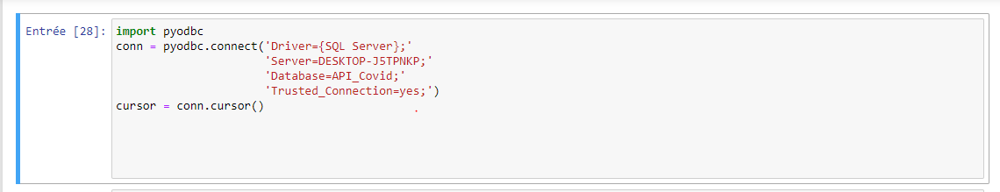 Entrée [28]: import pyodbc
conn = pyodbc.connect('Driver={SQL Server};'
'Server=DESKTOP-J5TPNKP;'
'Database=API_Covid;'
'Trusted_Connection=yes;')
cursor = conn.cursor()